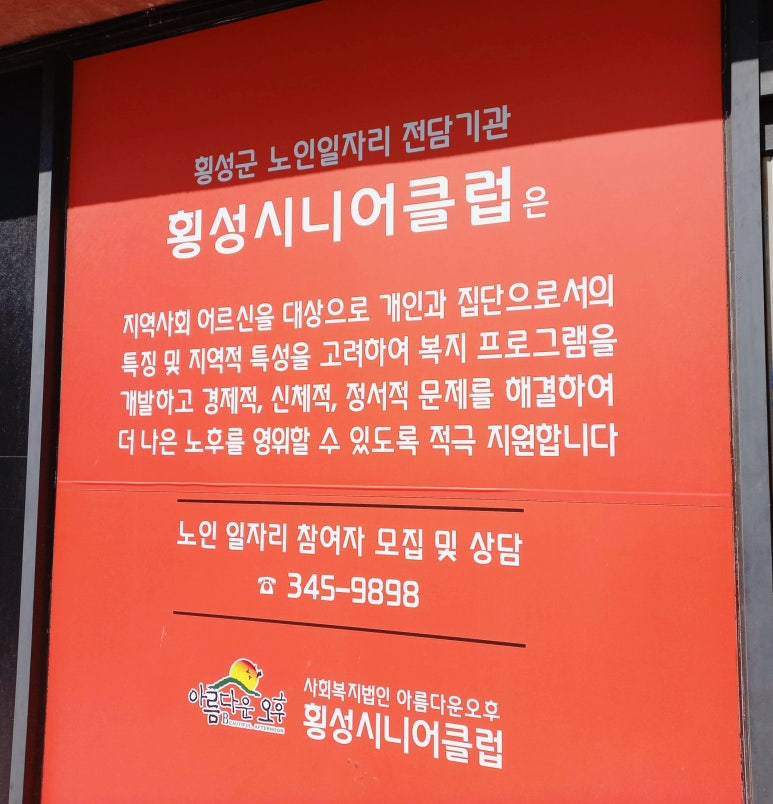 횡성군 노인일자리 전담기관
횡성시니어클럽은
지역사회 어르신을 대상으로 개인과 집단으로서의
특징 및 지역적 특성을 고려하여 복지 프로그램을
개발하고 경제적, 신체적, 정서적 문제를 해결하여
더 나은 노후를 영위할 수 있도록 적극 지원합니다
노인 일자리 참여자 모집 및 상담
☎ 345-9898
아름다운 오후
BEAUTIFUL AFTERNOON
사회복지법인 아름다운오후
횡성시니어클럽